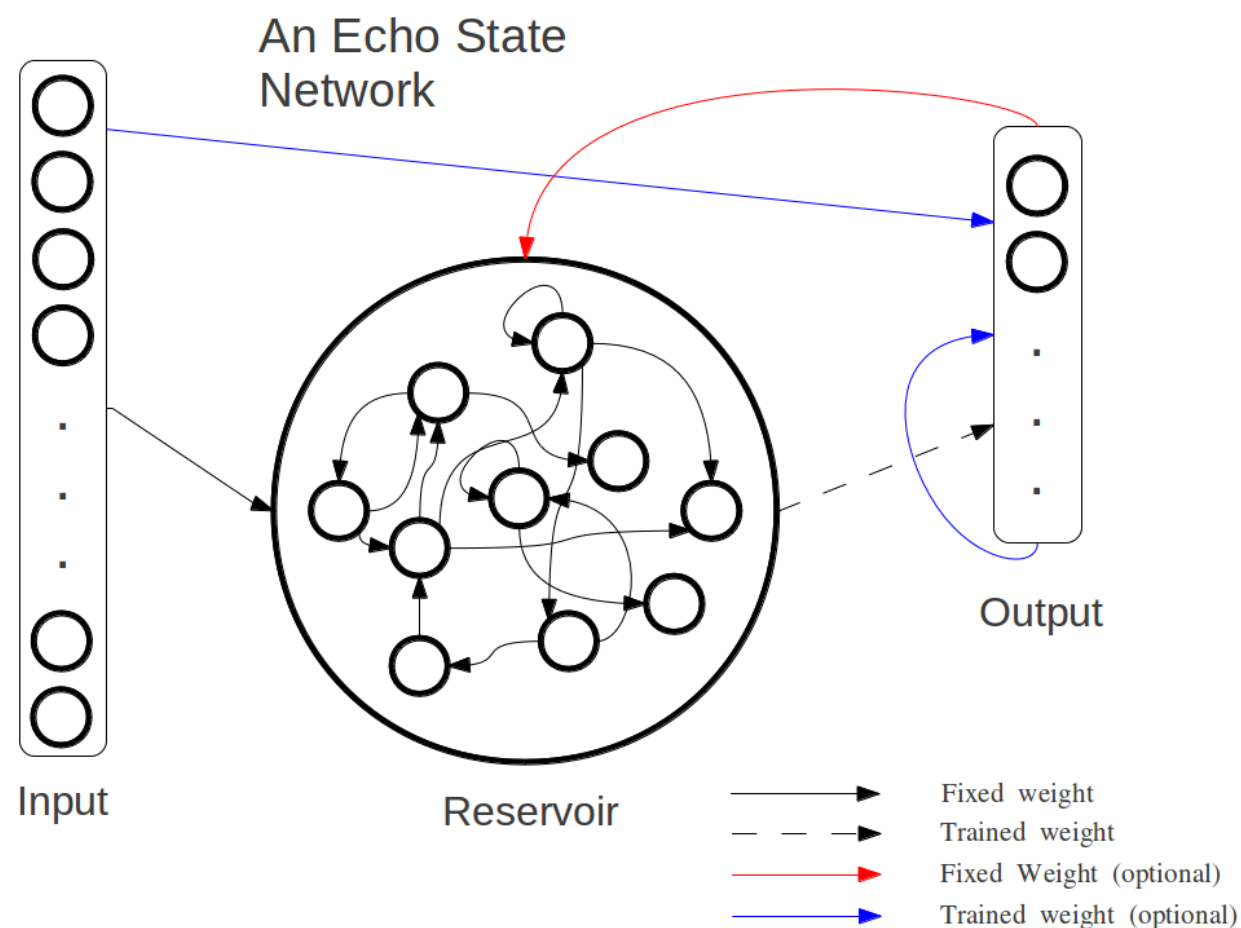 An Echo State
Network
Input
Reservoir
Output
Fixed weight
Trained weight
Fixed Weight (optional)
Trained weight (optional)